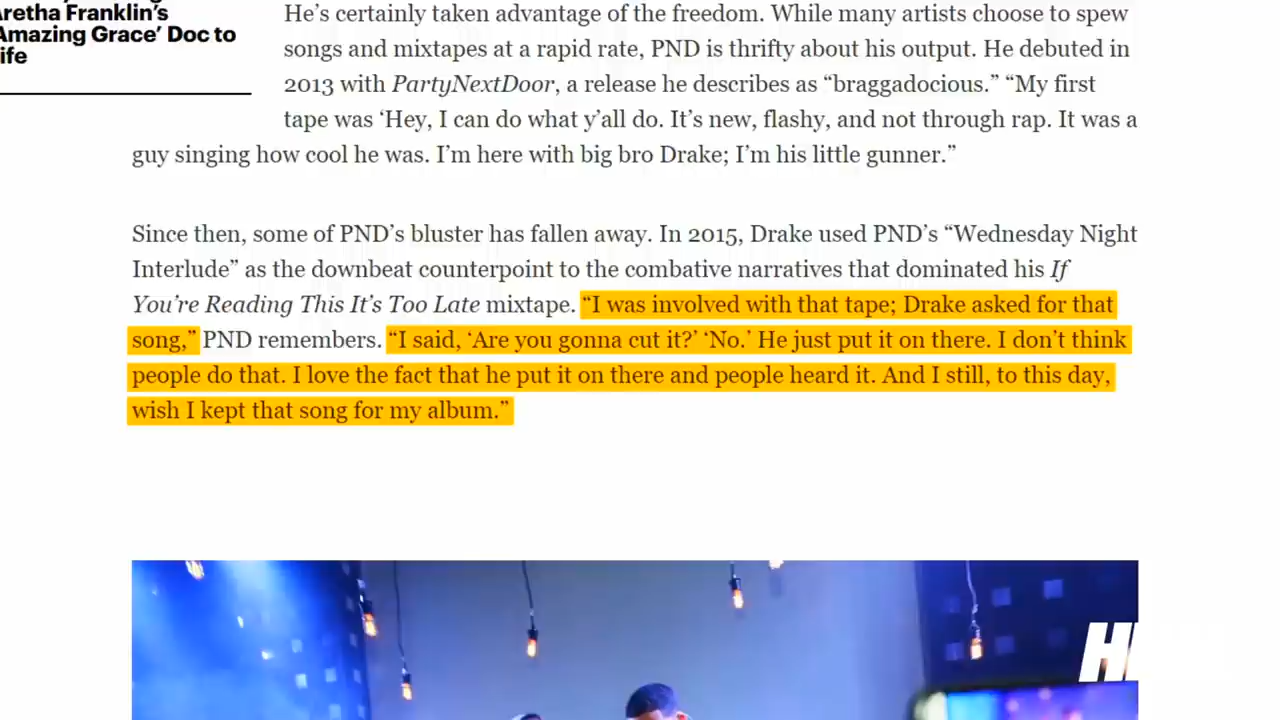 Aretha Franklin’s
‘Amazing Grace’ Doc to
Life
He’s certainly taken advantage of the freedom. While many artists choose to spew
songs and mixtapes at a rapid rate, PND is thrifty about his output. He debuted in
2013 with PartyNextDoor, a release he describes as “braggadocious.” “My first
tape was ‘Hey, I can do what y’all do. It’s new, flashy, and not through rap. It was a
guy singing how cool he was. I’m here with big bro Drake; I’m his little gunner.”
Since then, some of PND’s bluster has fallen away. In 2015, Drake used PND’s “Wednesday Night
Interlude” as the downbeat counterpoint to the combative narratives that dominated his If
You’re Reading This It’s Too Late mixtape. “I was involved with that tape; Drake asked for that
song,” PND remembers. “I said, ‘Are you gonna cut it?’ ‘No.’ He just put it on there. I don’t think
people do that. I love the fact that he put it on there and people heard it. And I still, to this day,
wish I kept that song for my album.”